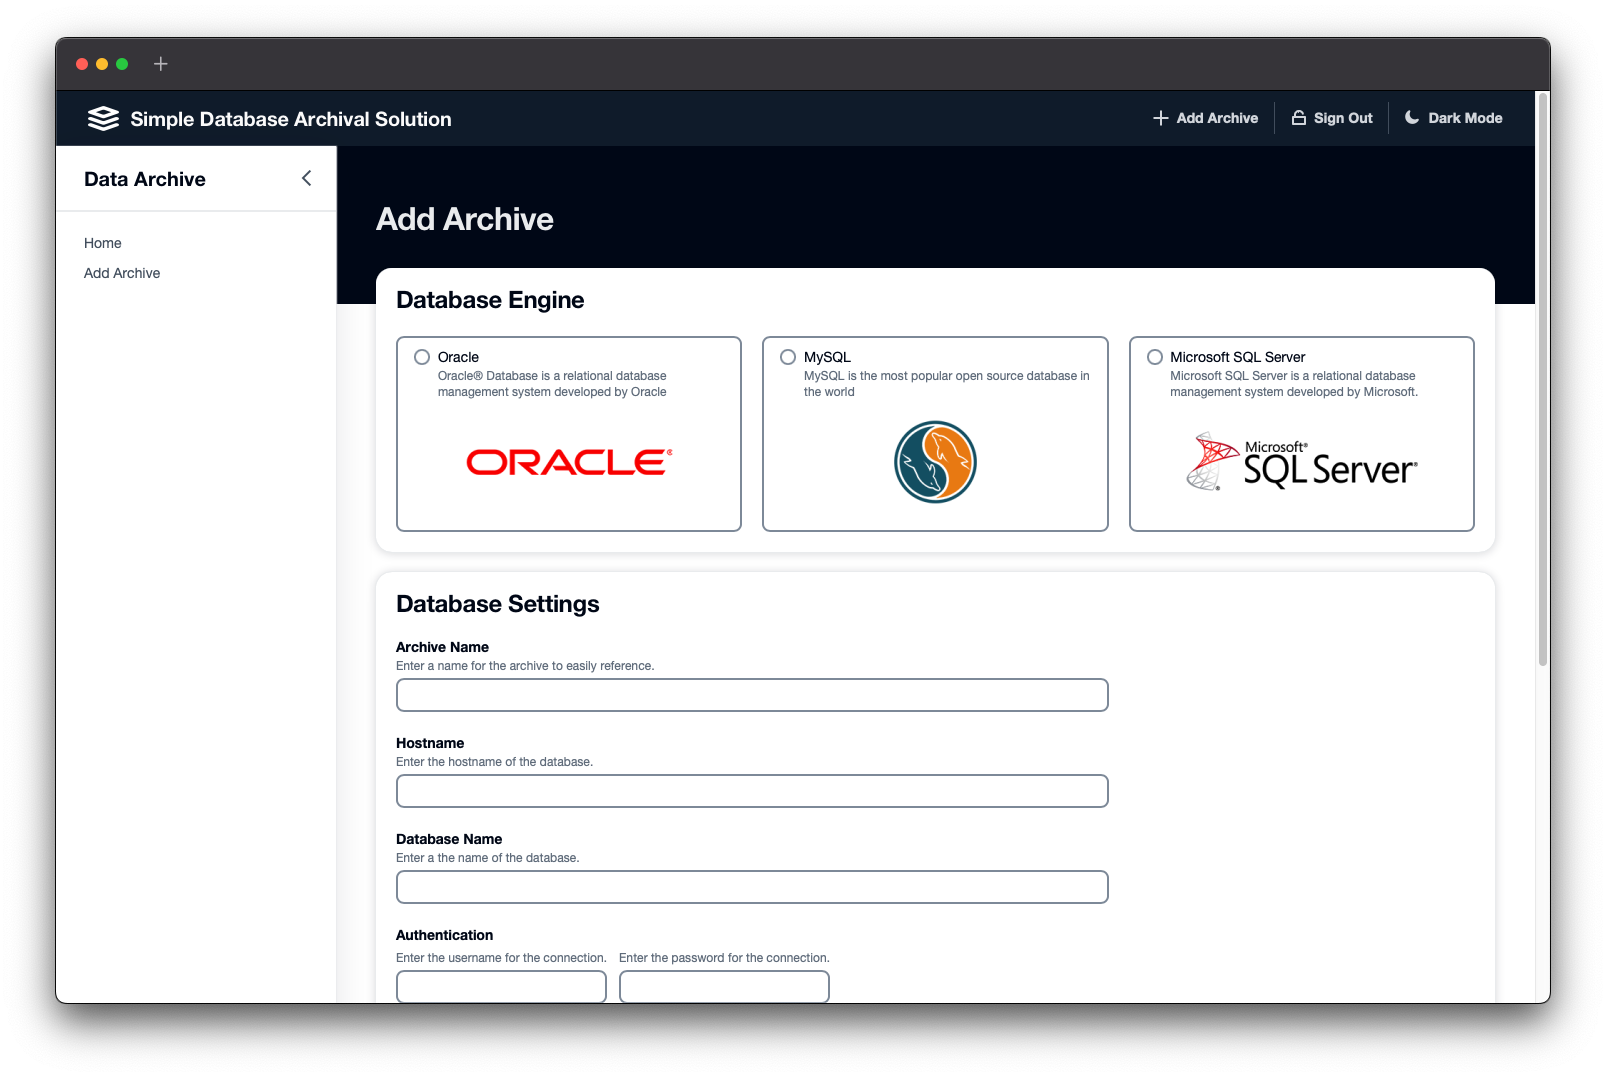 Simple Database Archival Solution
Add Archive
Sign Out
Dark Mode
Data Archive
Home
Add Archive
Add Archive
Database Engine
Oracle
Oracle® Database is a relational database
management system developed by Oracle
ORACLE®
MySQL
MySQL is the most popular open source database in
the world
Microsoft SQL Server
Microsoft SQL Server is a relational database
management system developed by Microsoft.
Microsoft®
SQL Server®
Database Settings
Archive Name
Enter a name for the archive to easily reference.
Hostname
Enter the hostname of the database.
Database Name
Enter a the name of the database.
Authentication
Enter the username for the connection.
Enter the password for the connection.